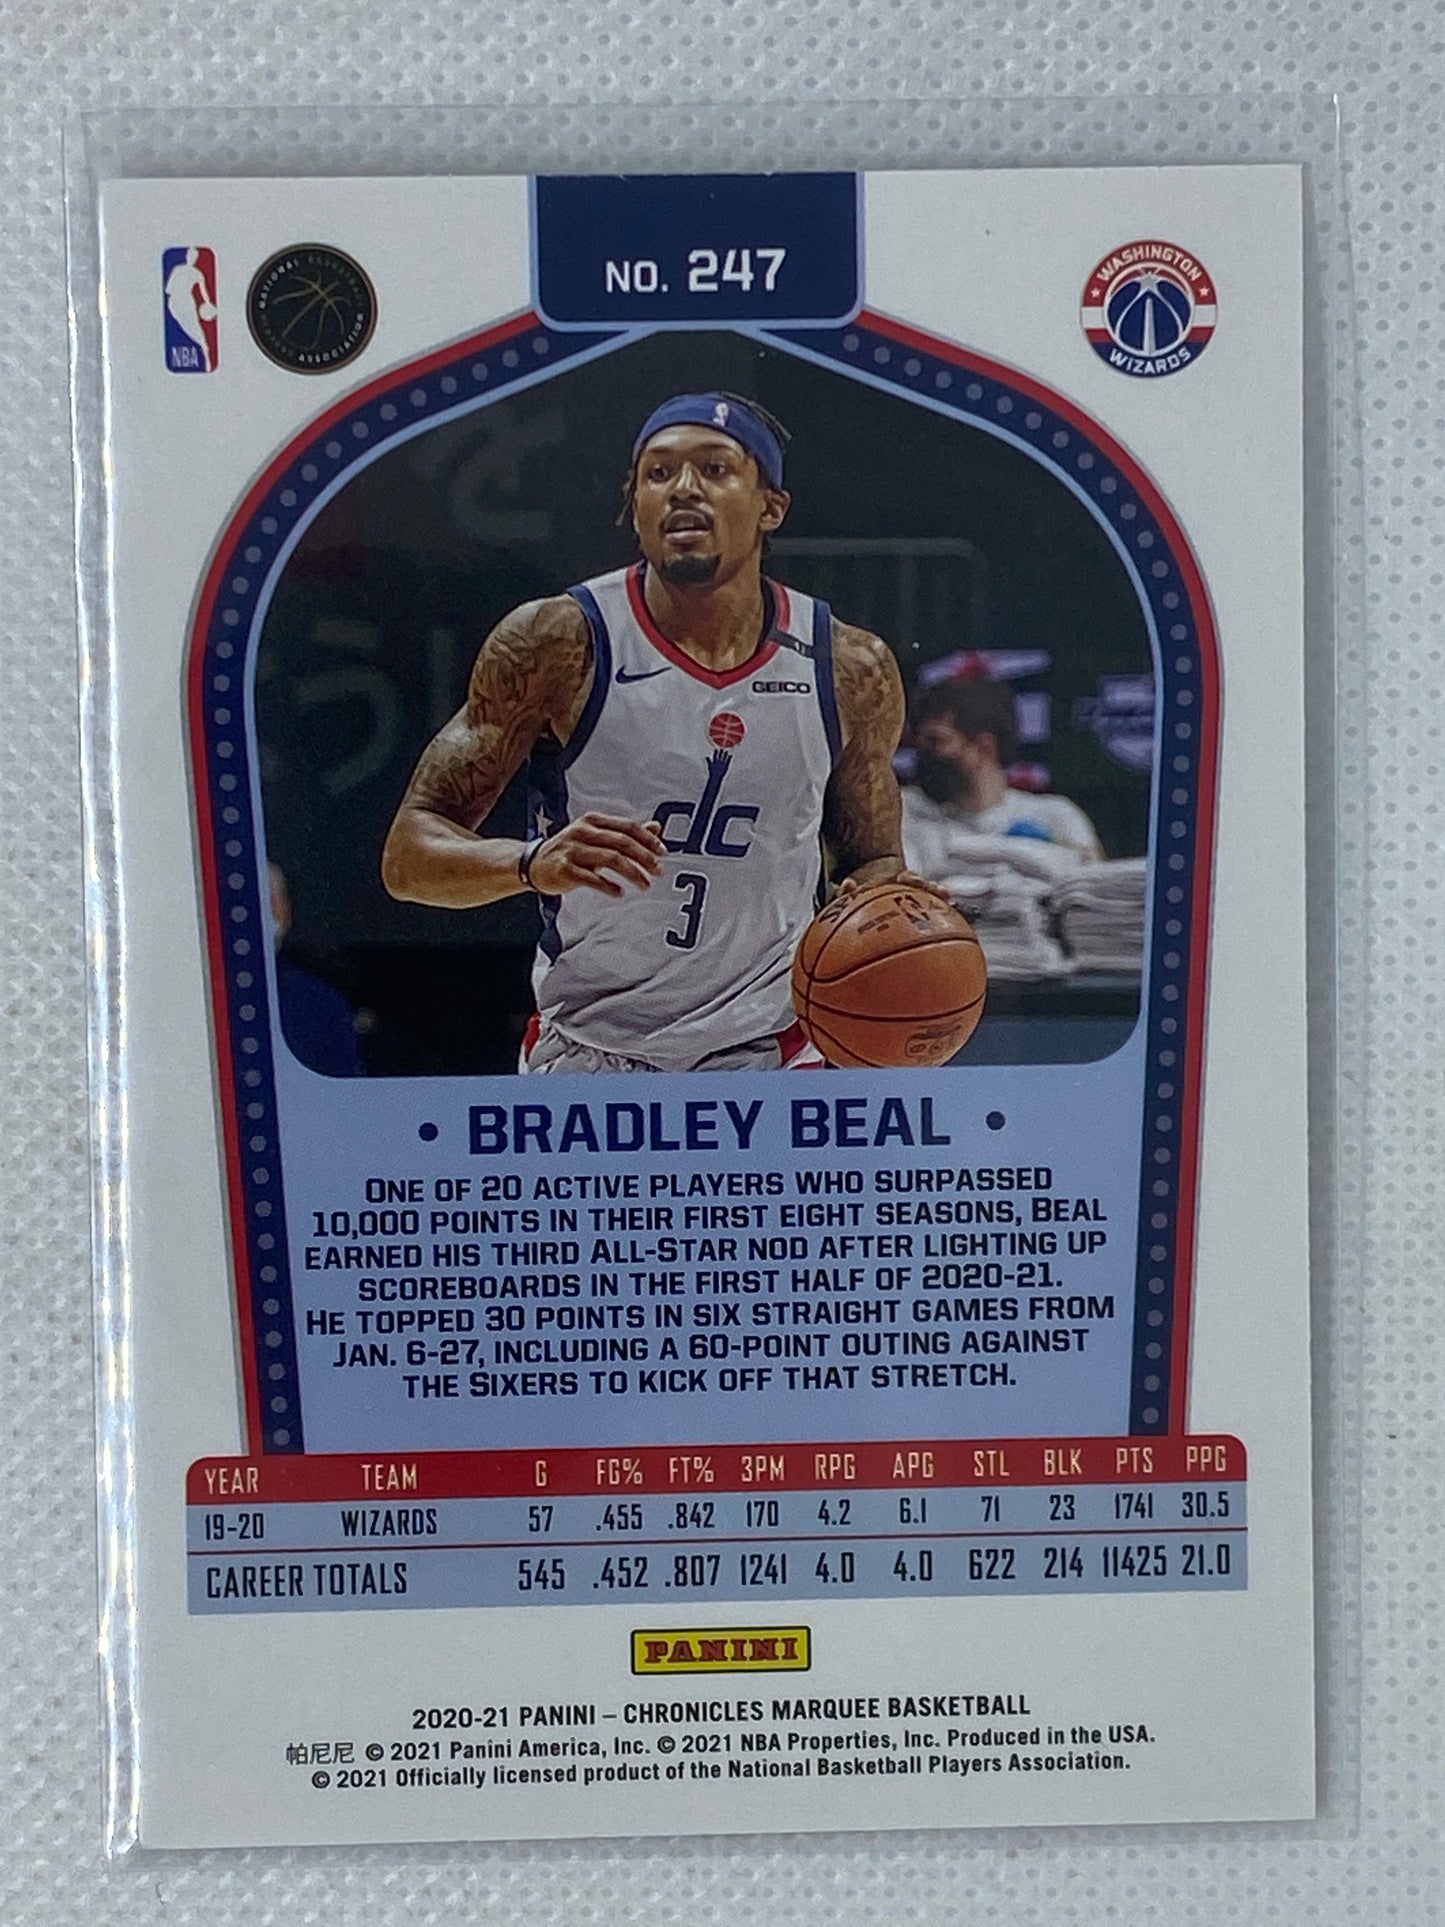 NO. 247
NBA
NATIONAL BASKETBALL
PLAYERS ASSOCIATION
WASHINGTON
WIZARDS
GEICO
dc
3
• BRADLEY BEAL •
ONE OF 20 ACTIVE PLAYERS WHO SURPASSED
10,000 POINTS IN THEIR FIRST EIGHT SEASONS, BEAL
EARNED HIS THIRD ALL-STAR NOD AFTER LIGHTING UP
SCOREBOARDS IN THE FIRST HALF OF 2020-21.
HE TOPPED 30 POINTS IN SIX STRAIGHT GAMES FROM
JAN. 6-27, INCLUDING A 60-POINT OUTING AGAINST
THE SIXERS TO KICK OFF THAT STRETCH.
YEAR TEAM G FG% FT% 3PM RPG APG STL BLK PTS PPG
19-20 WIZARDS 57 .455 .842 170 4.2 6.1 71 23 1741 30.5
CAREER TOTALS 545 .452 .807 1241 4.0 4.0 622 214 11425 21.0
PANINI
2020-21 PANINI – CHRONICLES MARQUEE BASKETBALL
帕尼尼 © 2021 Panini America, Inc. © 2021 NBA Properties, Inc. Produced in the USA.
© 2021 Officially licensed product of the National Basketball Players Association.